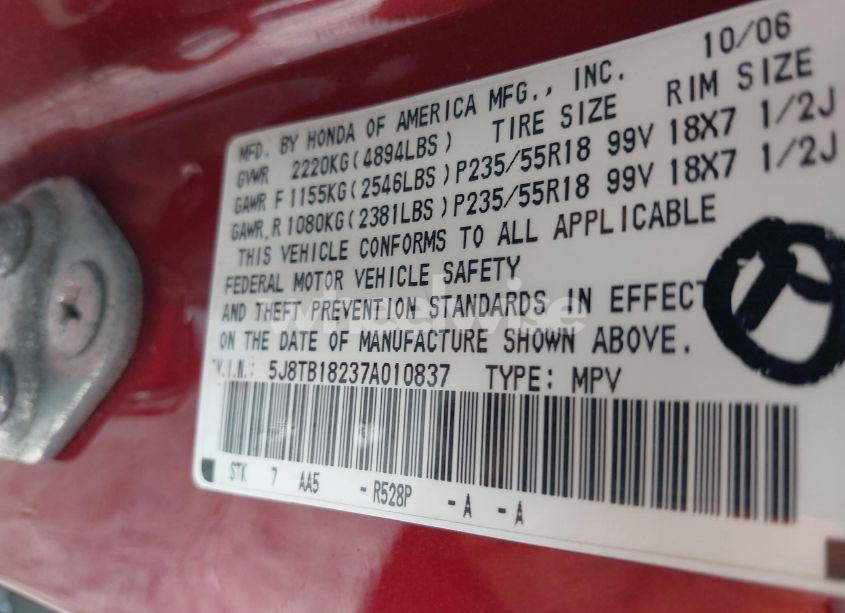 10/06
MFD. BY HONDA OF AMERICA MFG., INC.
GVWR 2220KG(4894LBS) TIRE SIZE RIM SIZE
GAWR F 1155KG(2546LBS)P235/55R18 99V 18X7 1/2J
GAWR R 1080KG(2381LBS)P235/55R18 99V 18X7 1/2J
THIS VEHICLE CONFORMS TO ALL APPLICABLE
FEDERAL MOTOR VEHICLE SAFETY
AND THEFT PREVENTION STANDARDS IN EFFECT
ON THE DATE OF MANUFACTURE SHOWN ABOVE.
V.I.N.: 5J8TB18237A010837 TYPE: MPV
STK 7 AA5 -R528P -A -A